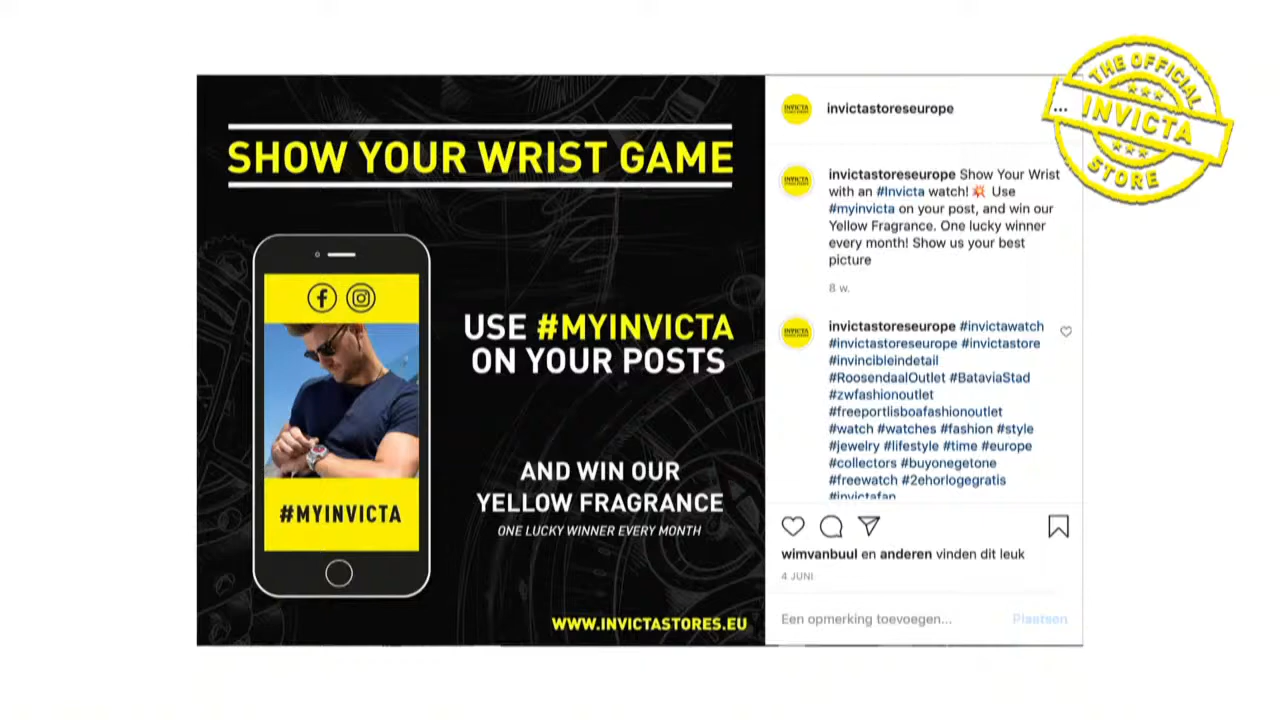 SHOW YOUR WRIST GAME
USE #MYINVICTA
ON YOUR POSTS
#MYINVICTA
AND WIN OUR
YELLOW FRAGRANCE
ONE LUCKY WINNER EVERY MONTH
WWW.INVICTASTORES.EU
invictastoreseurope
invictastoreseurope Show Your Wrist
with an #Invicta watch! 💥 Use
#myinvicta on your post, and win our
Yellow Fragrance. One lucky winner
every month! Show us your best
picture
8 w.
invictastoreseurope #invictawatch
#invictastoreseurope #invictastore
#invincibleindetail
#RoosendaalOutlet #BataviaStad
#zwfashionoutlet
#freeportlisboafashionoutlet
#watch #watches #fashion #style
#jewelry #lifestyle #time #europe
#collectors #buyonegetone
#freewatch #2ehorlogegratis
#invictafan
wimvanbuul en anderen vinden dit leuk
4 JUNI
Een opmerking toevoegen...
Plaatsen
THE OFFICIAL
INVICTA
STORE